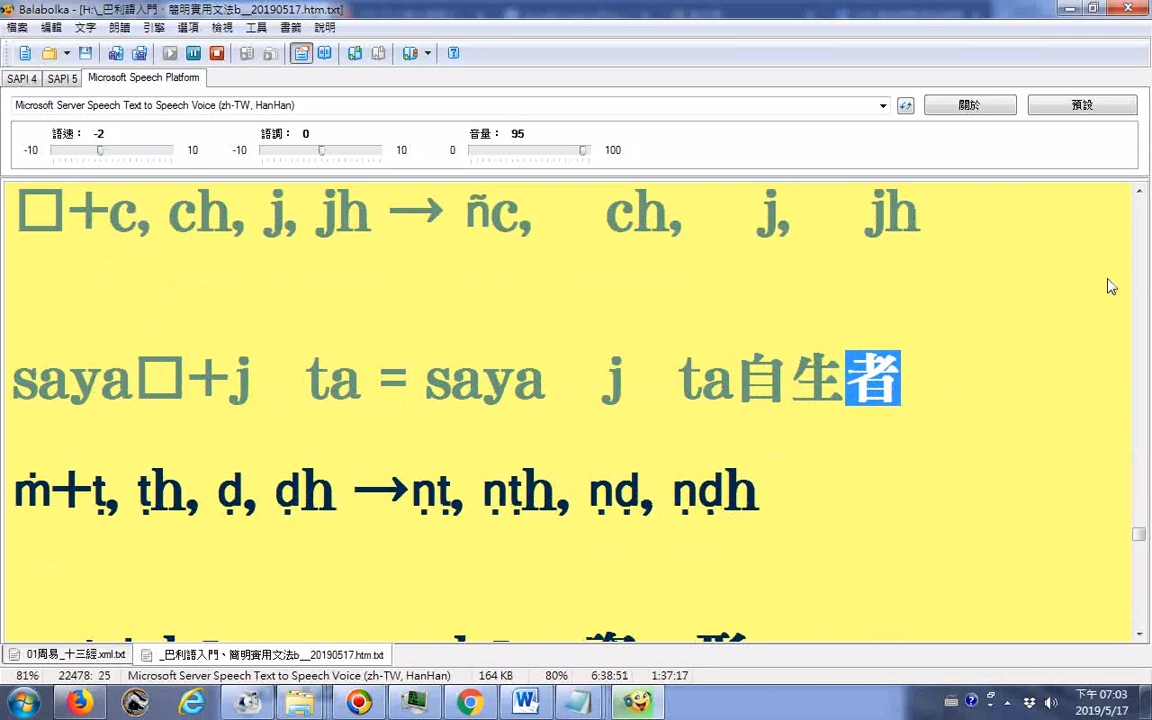 Balabolka - [H:\_巴利語入門、簡明實用文法b__20190517.htm.txt]
檔案 編輯 文字 朗讀 引擎 選項 檢視 工具 書籤 說明
SAPI 4 SAPI 5 Microsoft Speech Platform
Microsoft Server Speech Text to Speech Voice (zh-TW, HanHan) 關於 預設
語速: -2 語調: 0 音量: 95
-10 10 -10 10 0 100
□+c, ch, j, jh → ñc, ch, j, jh
saya□+j ta = saya j ta自生者
ṁ+ṭ, ṭh, ḍ, ḍh →ṇṭ, ṇṭh, ṇḍ, ṇḍh
01周易_十三經.xml.txt _巴利語入門、簡明實用文法b__20190517.htm.txt
81% 22478: 25 Microsoft Server Speech Text to Speech Voice (zh-TW, HanHan) 164 KB 80% 6:38:51 1:37:17
下午 07:03
2019/5/17